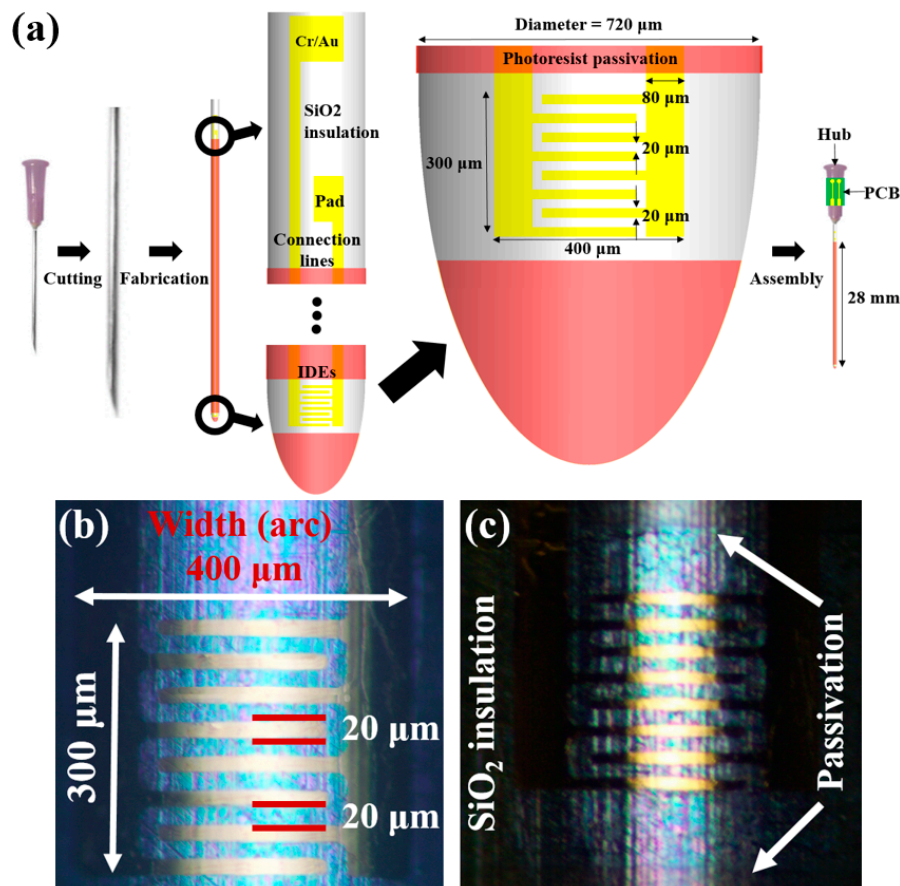 (a)
Cr/Au
SiO2
insulation
Pad
Connection
lines
IDEs
Cutting
Fabrication
Diameter = 720 µm
Photoresist passivation
80 µm
300 µm
20 µm
20 µm
400 µm
Assembly
Hub
PCB
28 mm
(b)
Width (arc)
400 µm
300 µm
20 µm
20 µm
(c)
SiO₂ insulation
Passivation